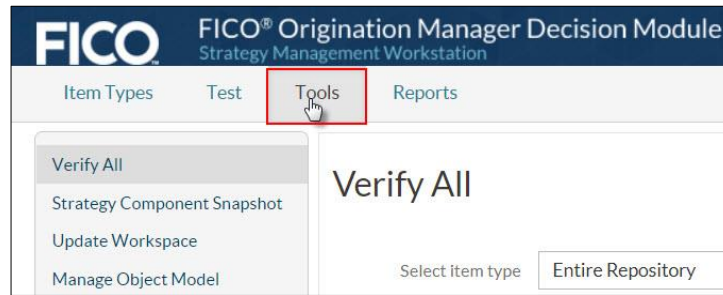 FICO
FICO® Origination Manager Decision Module
Strategy Management Workstation
Item Types Test Tools Reports
Verify All
Strategy Component Snapshot
Update Workspace
Manage Object Model
Verify All
Select item type Entire Repository